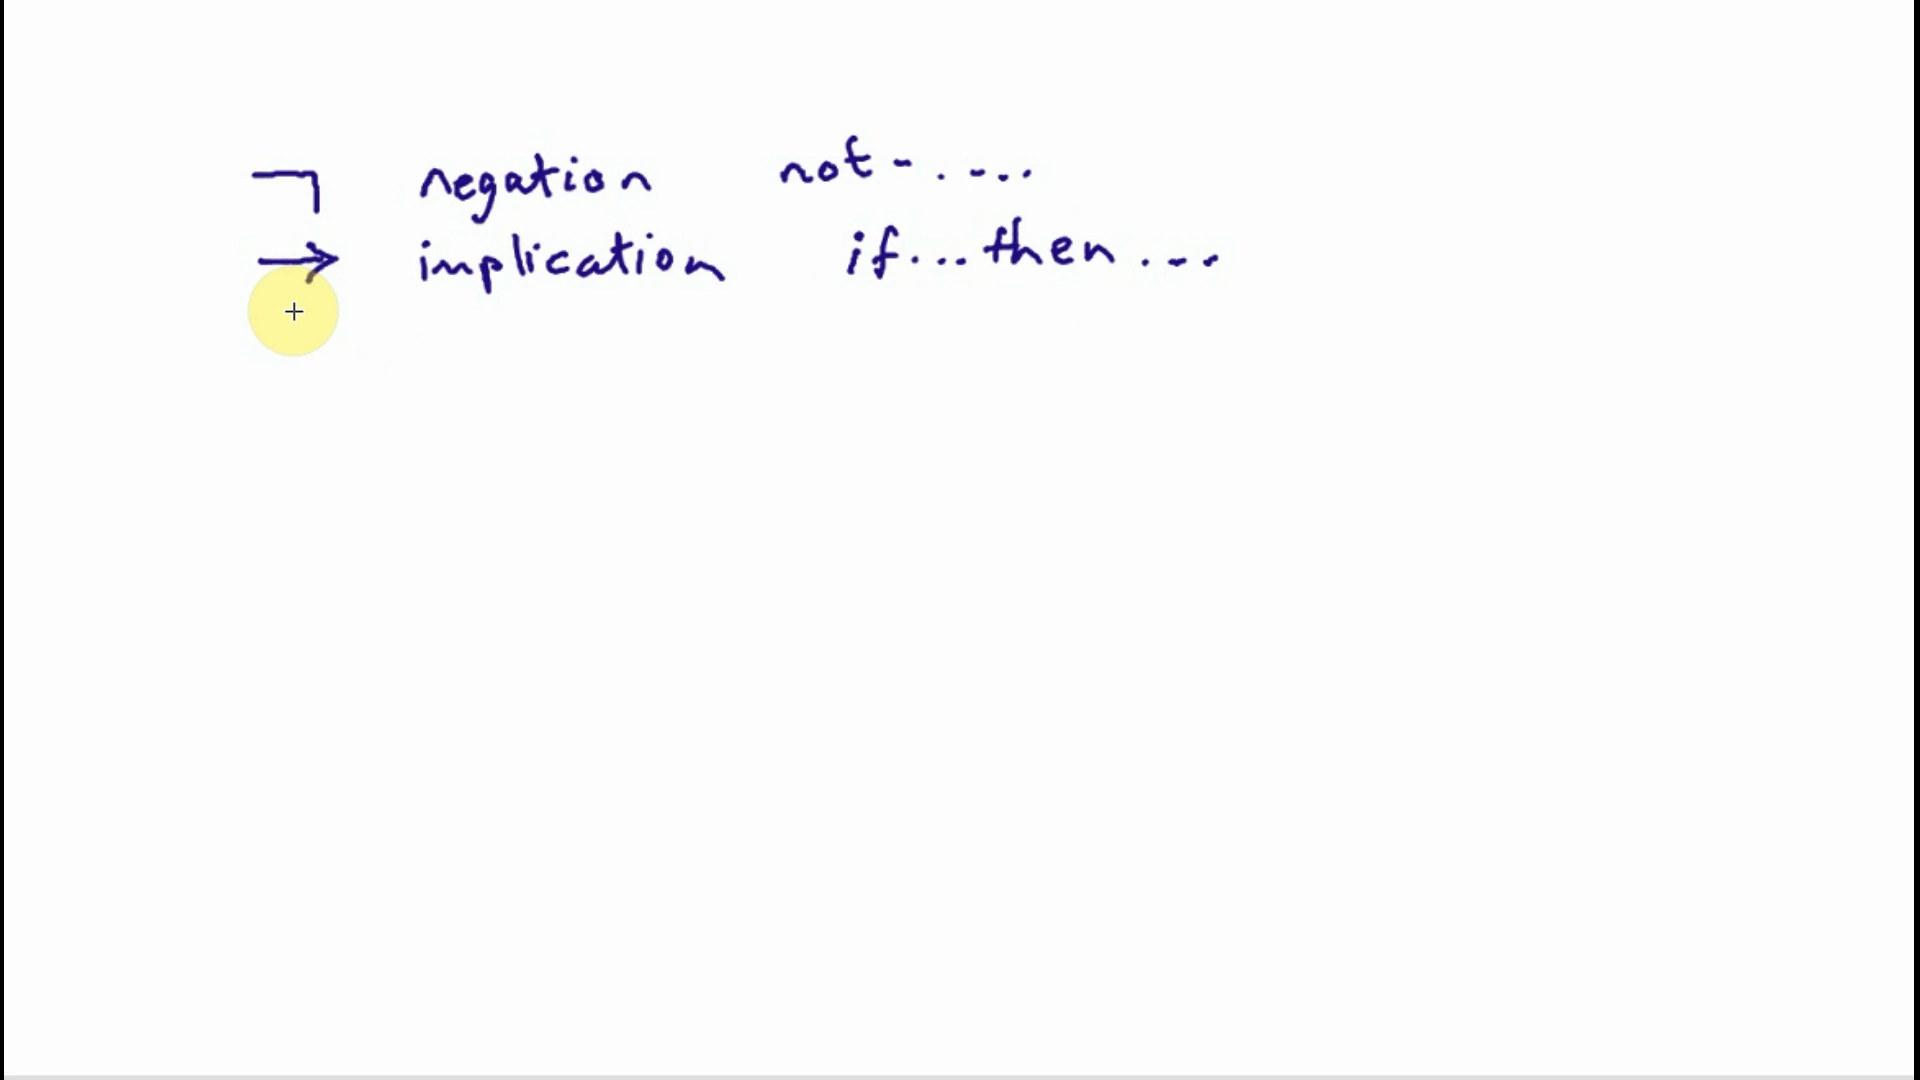 ¬ negation not - . - . .
→ implication if ... then ...